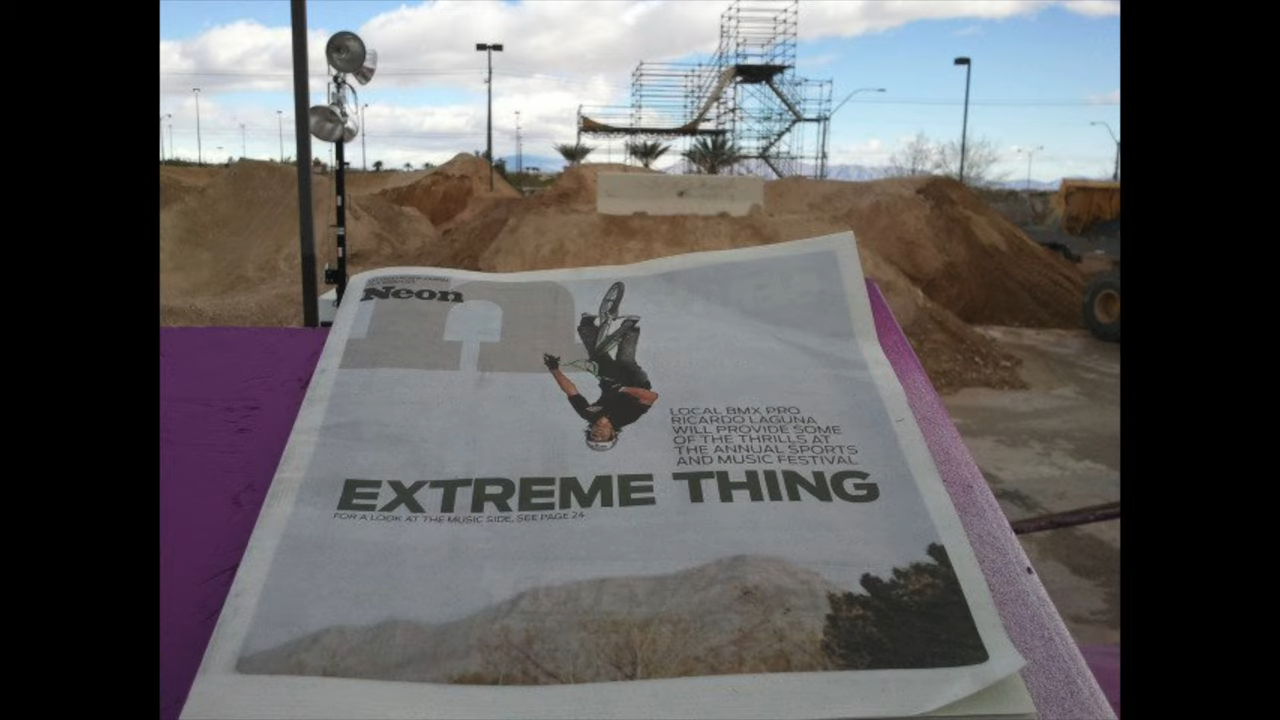 Neon
LOCAL BMX PRO
RICARDO LAGUNA
WILL PROVIDE SOME
OF THE THRILLS AT
THE ANNUAL SPORTS
AND MUSIC FESTIVAL
EXTREME THING
FOR A LOOK AT THE MUSIC SIDE, SEE PAGE 24